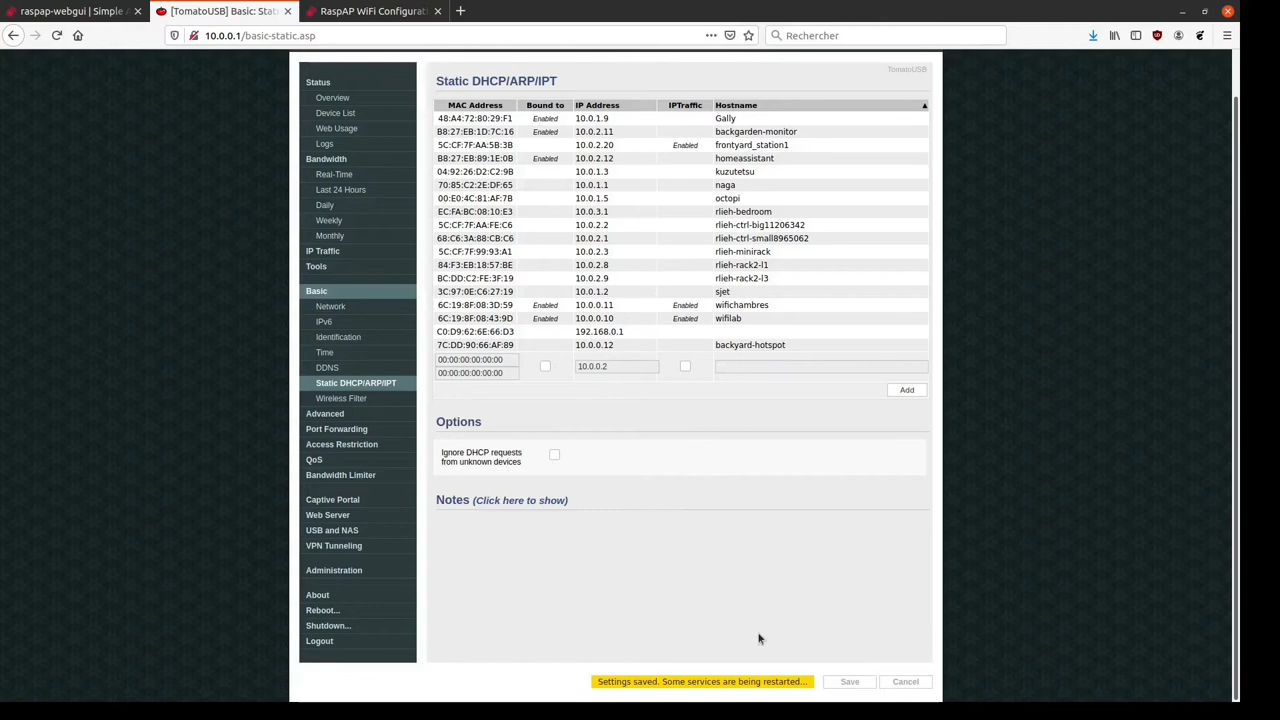 raspap-webgui | Simple A
[TomatoUSB] Basic: Stati
RaspAP WiFi Configuratio
10.0.0.1/basic-static.asp
Rechercher
Status
Overview
Device List
Web Usage
Logs
Bandwidth
Real-Time
Last 24 Hours
Daily
Weekly
Monthly
IP Traffic
Tools
Basic
Network
IPv6
Identification
Time
DDNS
Static DHCP/ARP/IPT
Wireless Filter
Advanced
Port Forwarding
Access Restriction
QoS
Bandwidth Limiter
Captive Portal
Web Server
USB and NAS
VPN Tunneling
Administration
About
Reboot...
Shutdown...
Logout
TomatoUSB
Static DHCP/ARP/IPT
MAC Address Bound to IP Address IPTraffic Hostname
48:A4:72:80:29:F1 Enabled 10.0.1.9 Gally
B8:27:EB:1D:7C:16 Enabled 10.0.2.11 backgarden-monitor
5C:CF:7F:AA:5B:3B 10.0.2.20 Enabled frontyard_station1
B8:27:EB:89:1E:0B Enabled 10.0.2.12 homeassistant
04:92:26:D2:C2:9B 10.0.1.3 kuzutetsu
70:85:C2:2E:DF:65 10.0.1.1 naga
00:E0:4C:81:AF:7B 10.0.1.5 octopi
EC:FA:BC:08:10:E3 10.0.3.1 rlieh-bedroom
5C:CF:7F:AA:FE:C6 10.0.2.2 rlieh-ctrl-big11206342
68:C6:3A:88:CB:C6 10.0.2.1 rlieh-ctrl-small8965062
5C:CF:7F:99:93:A1 10.0.2.3 rlieh-minirack
84:F3:EB:18:57:BE 10.0.2.8 rlieh-rack2-l1
BC:DD:C2:FE:3F:19 10.0.2.9 rlieh-rack2-l3
3C:97:0E:C6:27:19 10.0.1.2 sjet
6C:19:8F:08:3D:59 Enabled 10.0.0.11 Enabled wifichambres
6C:19:8F:08:43:9D Enabled 10.0.0.10 Enabled wifilab
C0:D9:62:6E:66:D3 192.168.0.1
7C:DD:90:66:AF:89 10.0.0.12 backyard-hotspot
00:00:00:00:00:00
10.0.0.2
00:00:00:00:00:00
Add
Options
Ignore DHCP requests
from unknown devices
Notes (Click here to show)
Settings saved. Some services are being restarted...
Save
Cancel